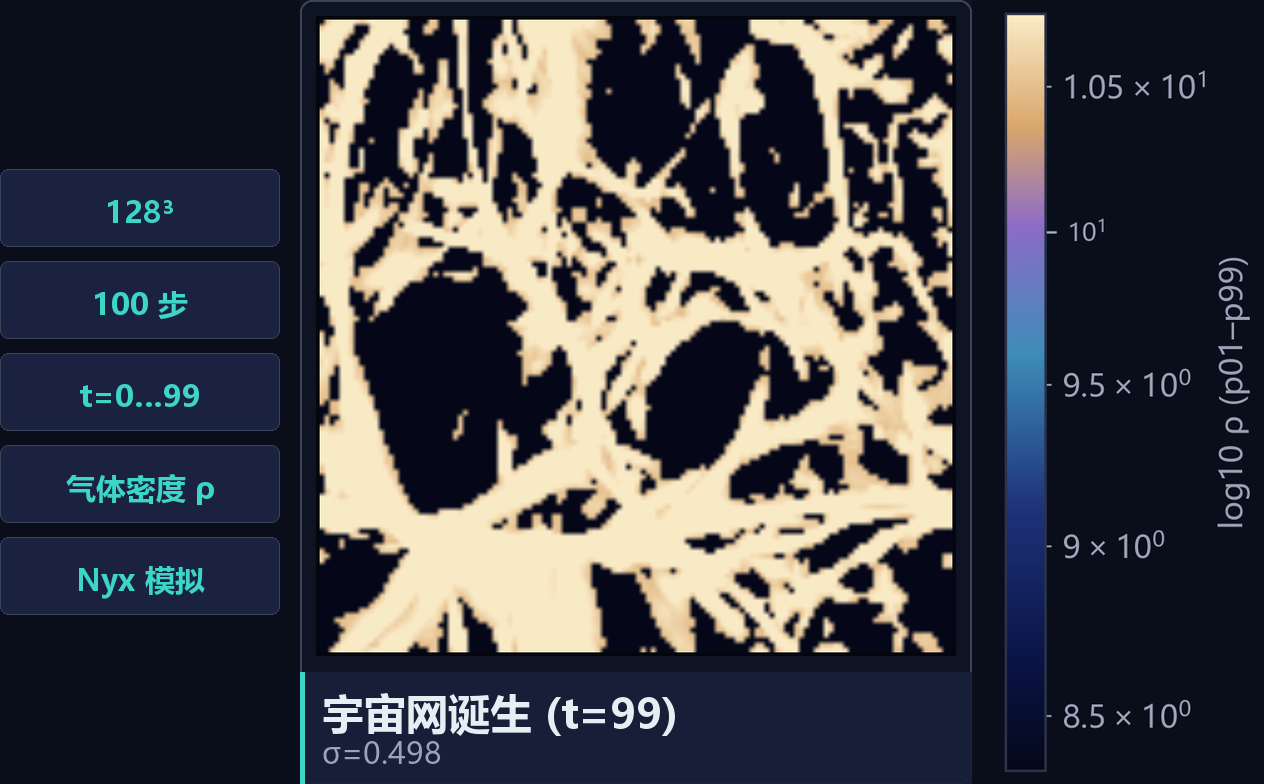 128³
100 步
t=0...99
气体密度 ρ
Nyx 模拟
宇宙网诞生 (t=99)
σ=0.498
1.05 × 10¹
10¹
9.5 × 10⁰
9 × 10⁰
8.5 × 10⁰
log10 ρ (p01–p99)